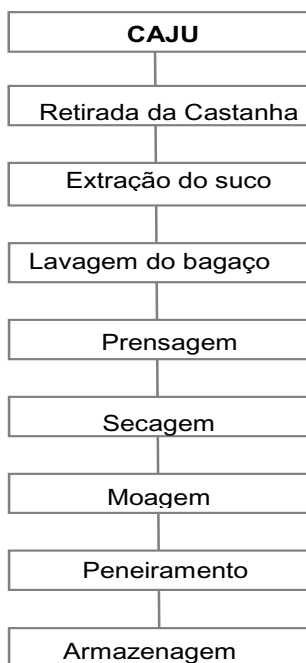 CAJU
Retirada da Castanha
Extração do suco
Lavagem do bagaço
Prensagem
Secagem
Moagem
Peneiramento
Armazenagem